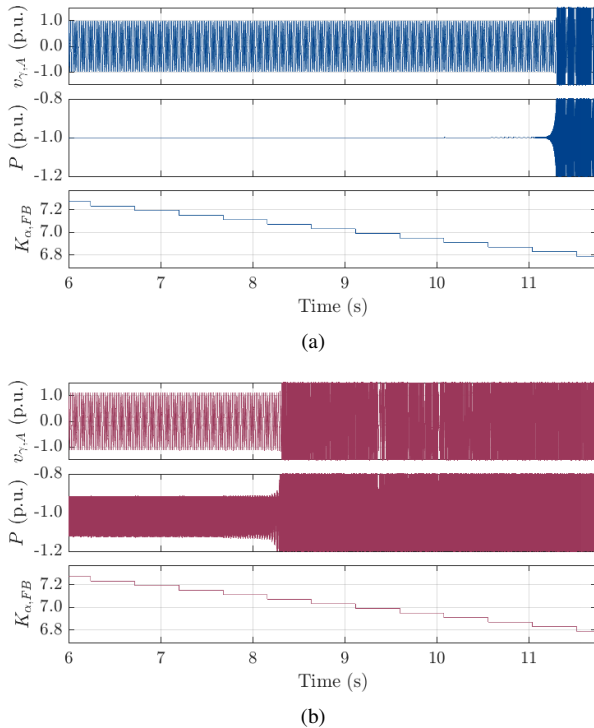 1.0
0.0
-1.0
v_{γ,A} (p.u.)
-0.8
-1.0
-1.2
P (p.u.)
7.2
7.0
6.8
K_{α,FB}
6 7 8 9 10 11
Time (s)
(a)
1.0
0.0
-1.0
v_{γ,A} (p.u.)
-0.8
-1.0
-1.2
P (p.u.)
7.2
7.0
6.8
K_{α,FB}
6 7 8 9 10 11
Time (s)
(b)